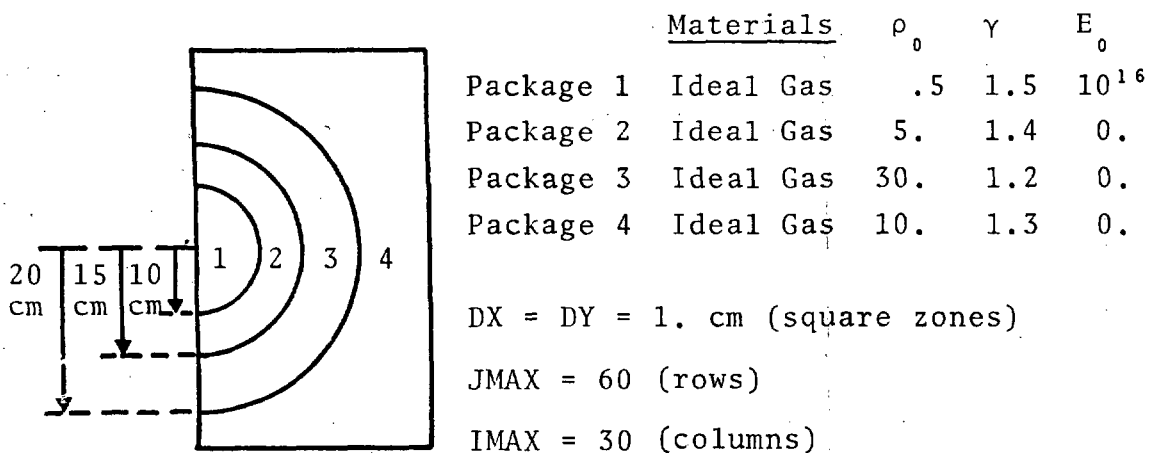 Materials ρ₀ γ E₀
Package 1 Ideal Gas .5 1.5 10¹⁶
Package 2 Ideal Gas 5. 1.4 0.
Package 3 Ideal Gas 30. 1.2 0.
Package 4 Ideal Gas 10. 1.3 0.
1 2 3 4
20 15 10
cm cm cm
DX = DY = 1. cm (square zones)
JMAX = 60 (rows)
IMAX = 30 (columns)